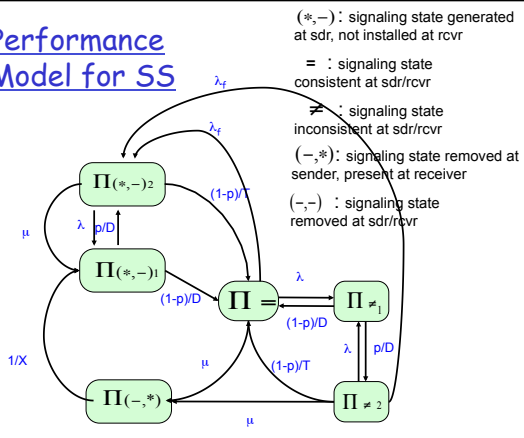 Performance
Model for SS
(*,−): signaling state generated
at sdr, not installed at rcvr
= : signaling state
consistent at sdr/rcvr
≠ : signaling state
inconsistent at sdr/rcvr
(−,*): signaling state removed at
sender, present at receiver
(-,-) : signaling state
removed at sdr/rcvr
λf
λf
Π(*,−)2
(1-p)/T
μ
λ
p/D
Π(*,−)1
(1-p)/D
Π =
λ
(1-p)/D
Π ≠1
λ
p/D
1/X
μ
(1-p)/T
Π(−,*)
Π ≠ 2
μ